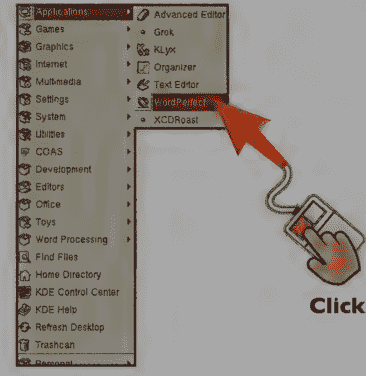 Applications
Games
Graphics
Internet
Multimedia
Settings
System
Utilities
COAS
Development
Editors
Office
Toys
Word Processing
Find Files
Home Directory
KDE Control Center
KDE Help
Refresh Desktop
Trashcan
Personal
Advanced Editor
Grok
KLyx
Organizer
Text Editor
WordPerfect
XCDRoast
Click